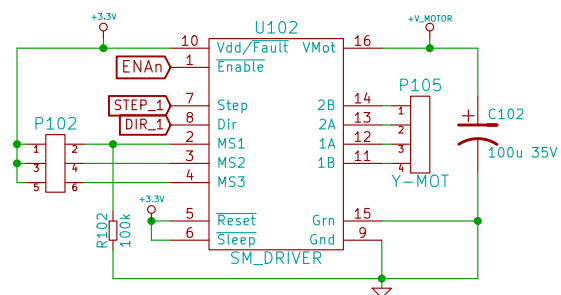 +3.3V
U102
+V_MOTOR
10 Vdd/Fault VMot 16
ENAn 1 Enable
P105
STEP_1 7 Step 2B 14 1
C102
DIR_1 8 Dir 2A 13 2
P102
1 2 2 MS1 1A 12 3
100u 35V
3 4 3 MS2 1B 11 4
5 6 4 MS3
Y-MOT
+3.3V
R102
100k
5 Reset Grn 15
6 Sleep Gnd 9
SM_DRIVER